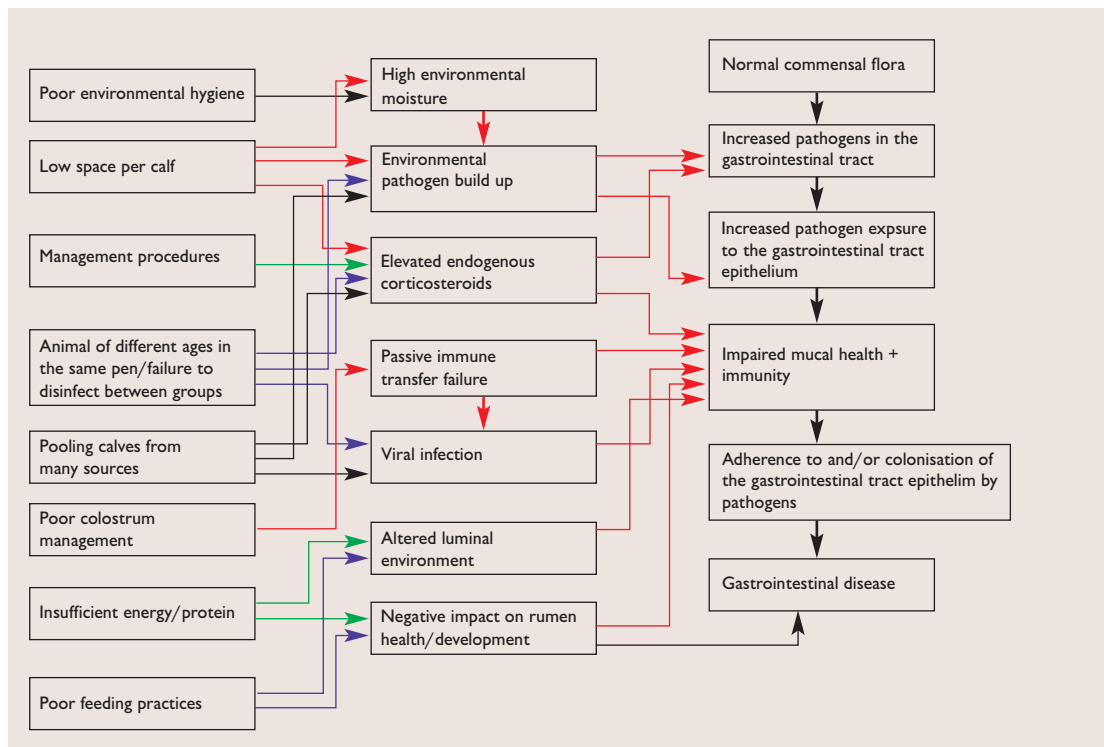 Poor environmental hygiene
Low space per calf
Management procedures
Animal of different ages in
the same pen/failure to
disinfect between groups
Pooling calves from
many sources
Poor colostrum
management
Insufficient energy/protein
Poor feeding practices
High environmental
moisture
Environmental
pathogen build up
Elevated endogenous
corticosteroids
Passive immune
transfer failure
Viral infection
Altered luminal
environment
Negative impact on rumen
health/development
Normal commensal flora
Increased pathogens in the
gastrointestinal tract
Increased pathogen expsure
to the gastrointestinal tract
epithelium
Impaired mucal health +
immunity
Adherence to and/or colonisation of
the gastrointestinal tract epithelim by
pathogens
Gastrointestinal disease